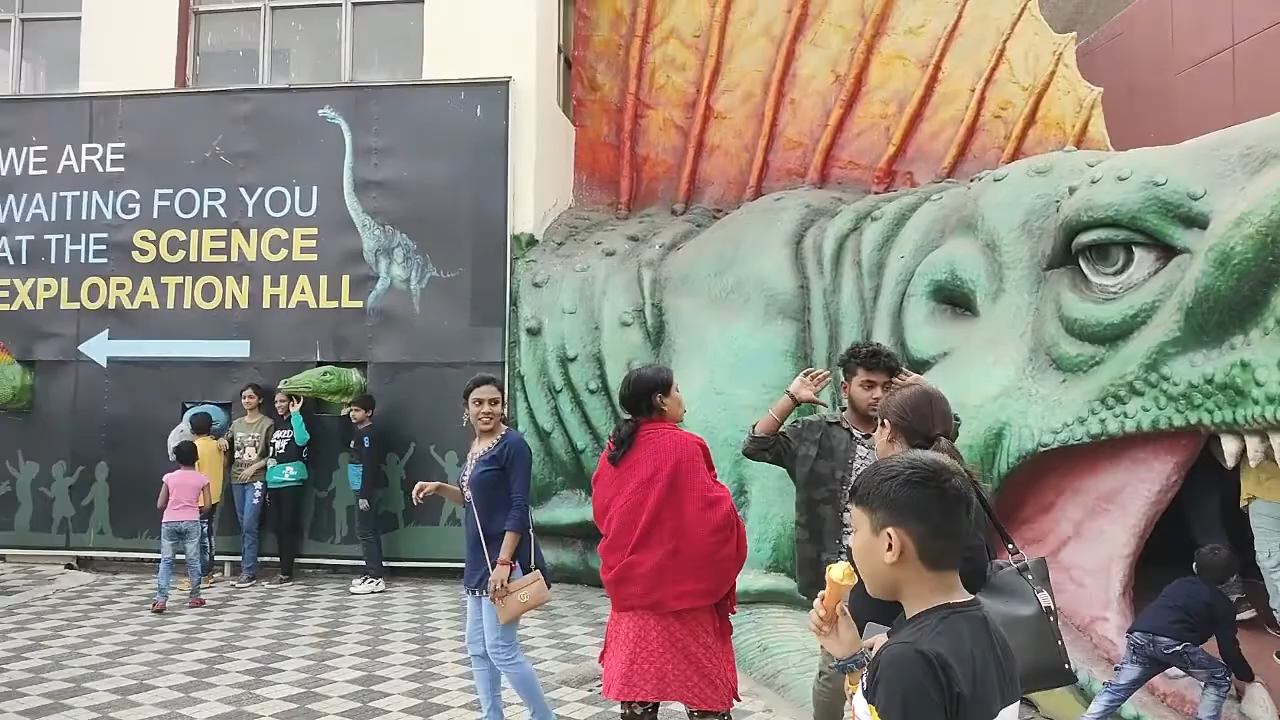 WE ARE
WAITING FOR YOU
AT THE SCIENCE
EXPLORATION HALL